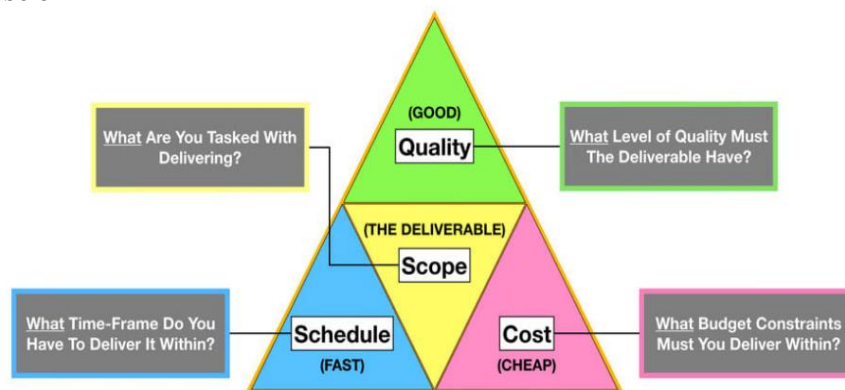 (GOOD)
Quality
What Are You Tasked With
Delivering?
What Level of Quality Must
The Deliverable Have?
(THE DELIVERABLE)
Scope
What Time-Frame Do You
Have To Deliver It Within?
Schedule
(FAST)
Cost
(CHEAP)
What Budget Constraints
Must You Deliver Within?